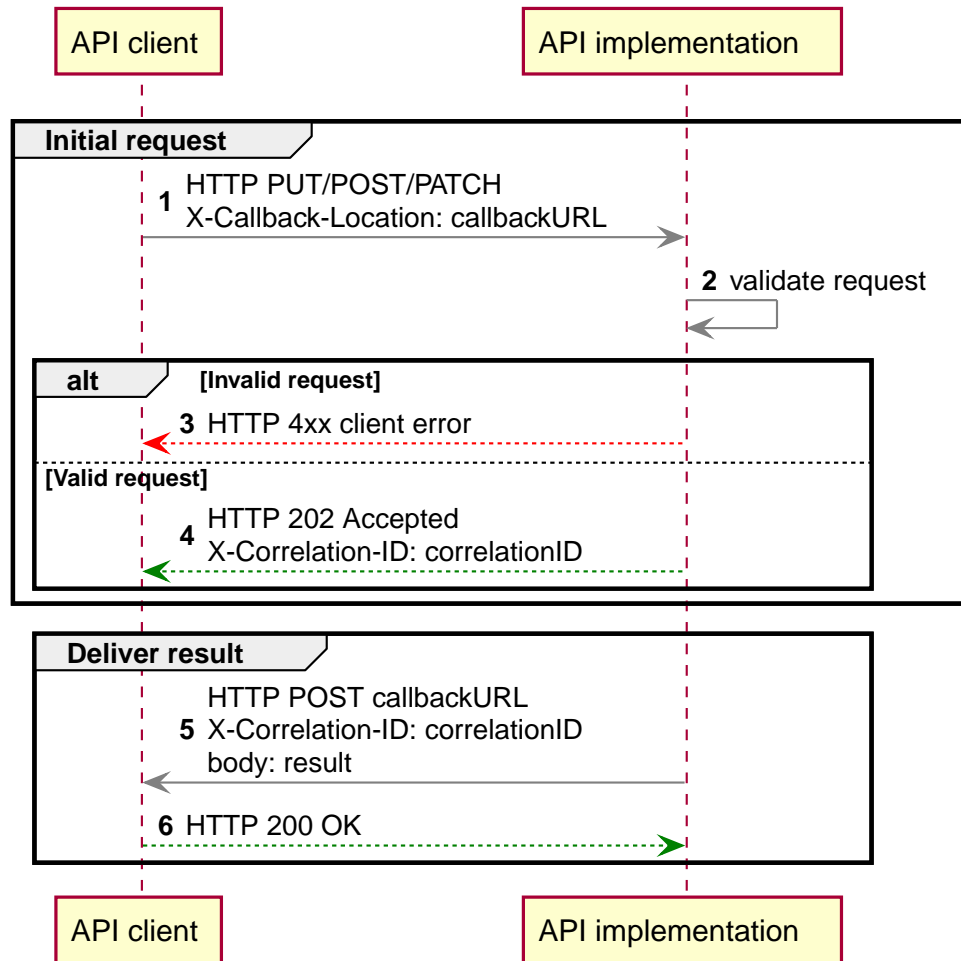 API client
API implementation
Initial request
1 HTTP PUT/POST/PATCH
X-Callback-Location: callbackURL
2 validate request
alt [Invalid request]
3 HTTP 4xx client error
[Valid request]
4 HTTP 202 Accepted
X-Correlation-ID: correlationID
Deliver result
HTTP POST callbackURL
5 X-Correlation-ID: correlationID
body: result
6 HTTP 200 OK
API client
API implementation